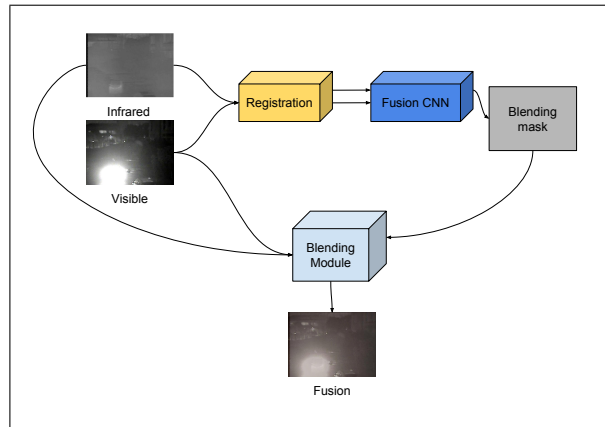 Infrared
Registration
Fusion CNN
Blending
mask
Visible
Blending
Module
Fusion